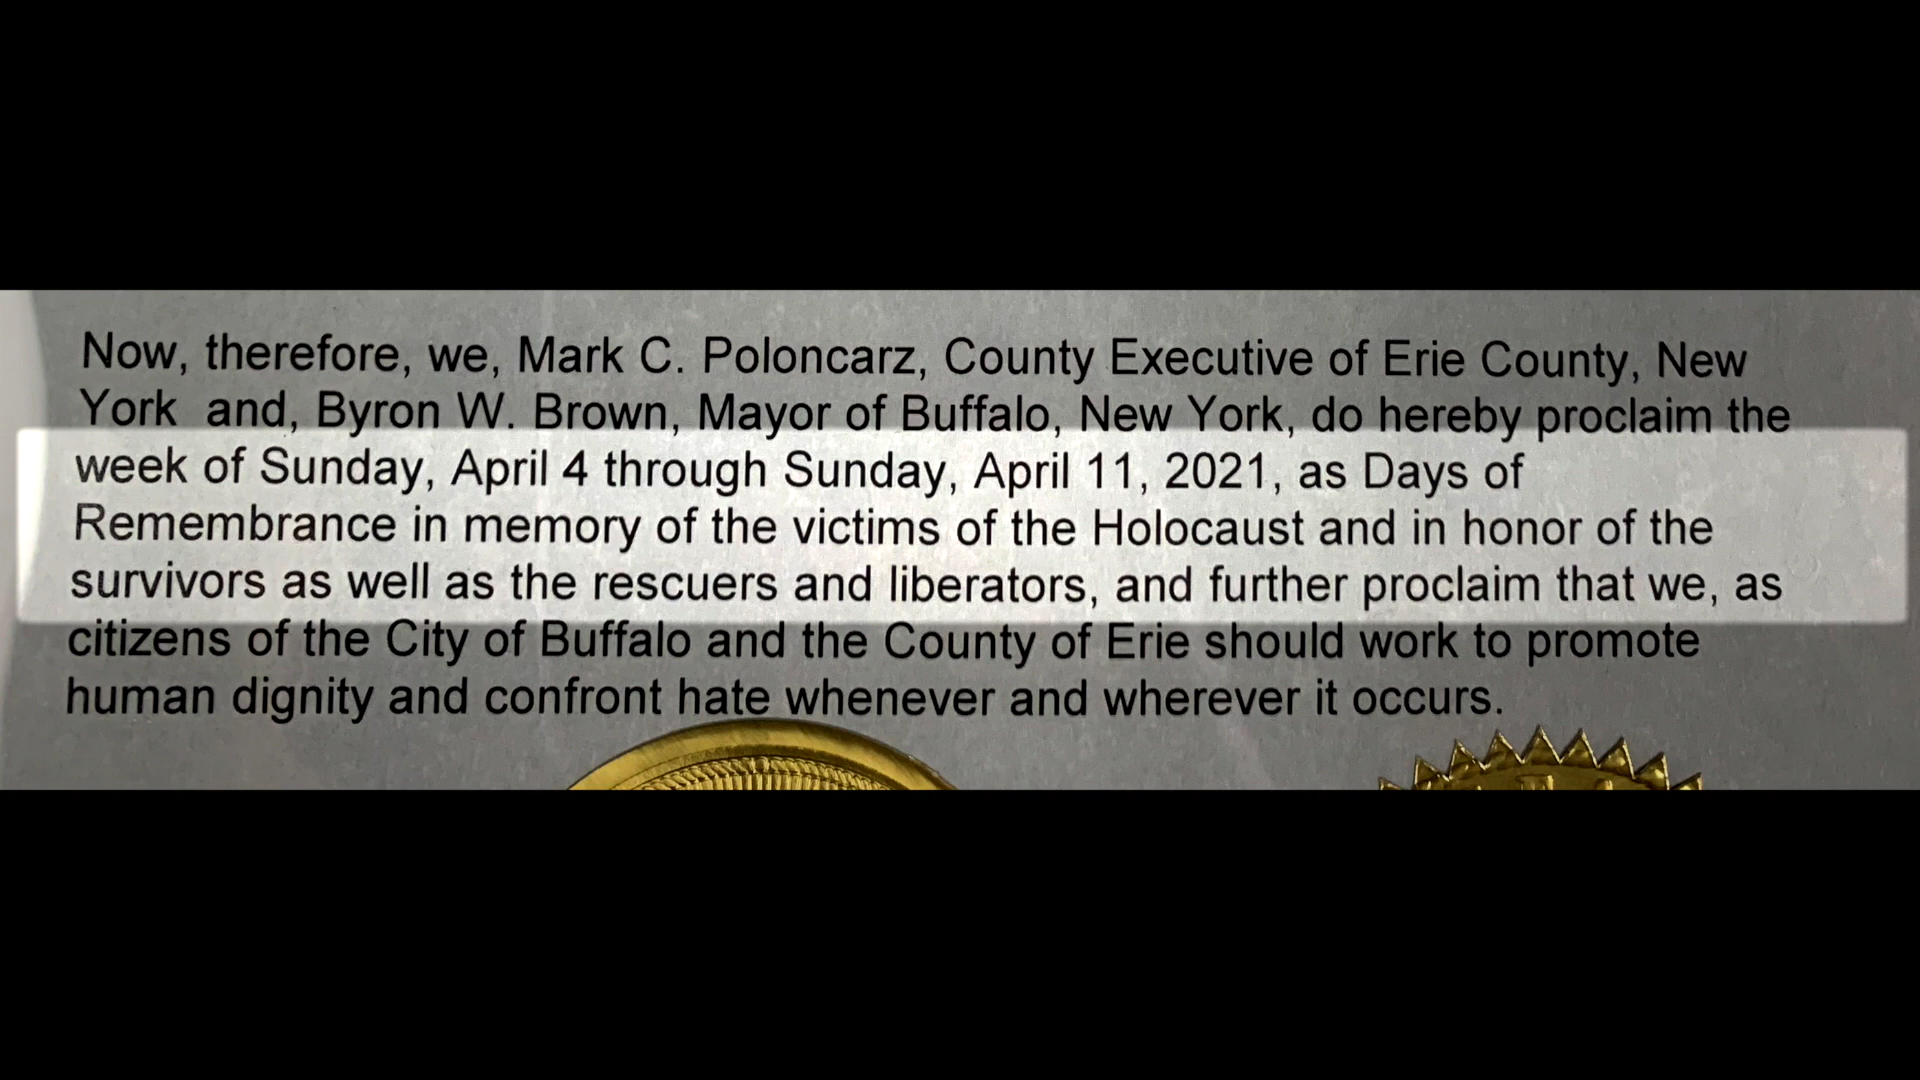 Now, therefore, we, Mark C. Poloncarz, County Executive of Erie County, New
York and, Byron W. Brown, Mayor of Buffalo, New York, do hereby proclaim the
week of Sunday, April 4 through Sunday, April 11, 2021, as Days of
Remembrance in memory of the victims of the Holocaust and in honor of the
survivors as well as the rescuers and liberators, and further proclaim that we, as
citizens of the City of Buffalo and the County of Erie should work to promote
human dignity and confront hate whenever and wherever it occurs.